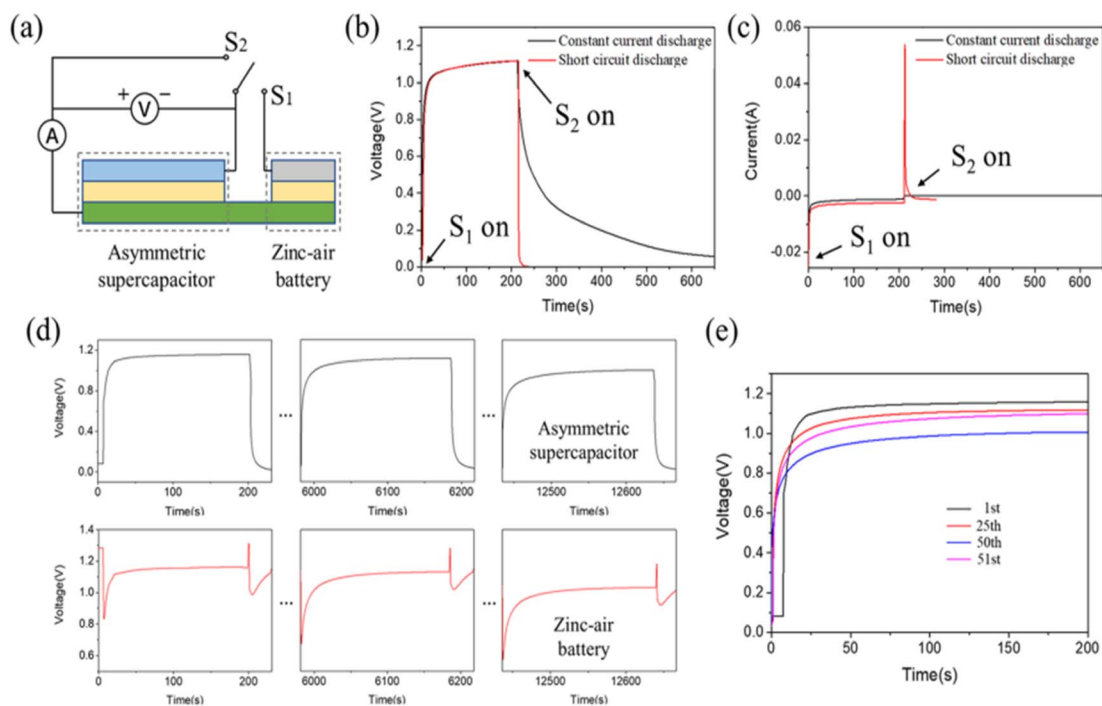 (a)
S2
S1
+ V −
A
Asymmetric
supercapacitor
Zinc-air
battery
(b)
Voltage(V)
1.2
0.9
0.6
0.3
0.0
Constant current discharge
Short circuit discharge
S2 on
S1 on
0 100 200 300 400 500 600
Time(s)
(c)
Current(A)
0.06
0.04
0.02
0.00
-0.02
Constant current discharge
Short circuit discharge
S2 on
S1 on
0 100 200 300 400 500 600
Time(s)
(d)
Voltage(V)
1.2
0.8
0.4
0.0
... ...
Asymmetric
supercapacitor
0 100 200
6000 6100 6200
12500 12600
Time(s) Time(s) Time(s)
Voltage(V)
1.4
1.2
1.0
0.8
0.6
... ...
Zinc-air
battery
0 100 200
6000 6100 6200
12500 12600
Time(s) Time(s) Time(s)
(e)
Voltage(V)
1.2
1.0
0.8
0.6
0.4
0.2
0.0
1st
25th
50th
51st
0 50 100 150 200
Time(s)